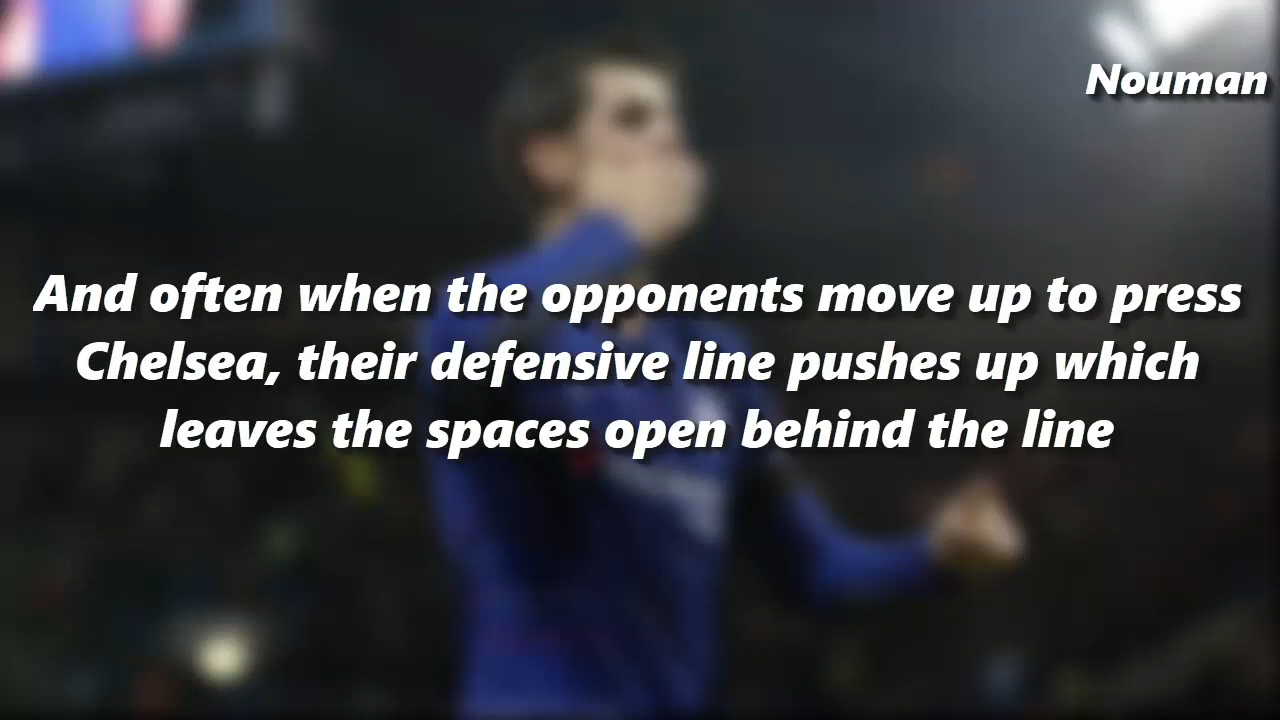 Nouman
And often when the opponents move up to press
Chelsea, their defensive line pushes up which
leaves the spaces open behind the line